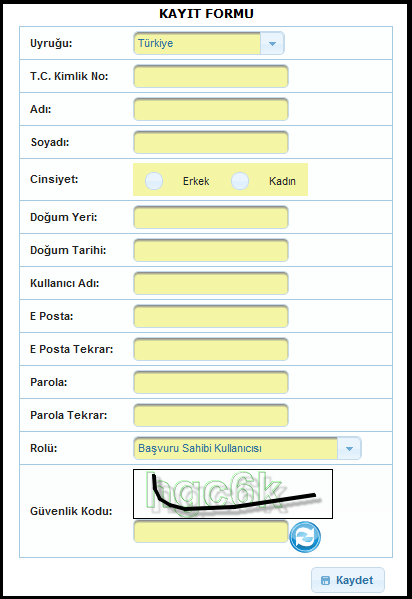 KAYIT FORMU
Uyruğu: Türkiye
T.C. Kimlik No:
Adı:
Soyadı:
Cinsiyet: Erkek Kadın
Doğum Yeri:
Doğum Tarihi:
Kullanıcı Adı:
E Posta:
E Posta Tekrar:
Parola:
Parola Tekrar:
Rolü: Başvuru Sahibi Kullanıcısı
Güvenlik Kodu:
Kaydet